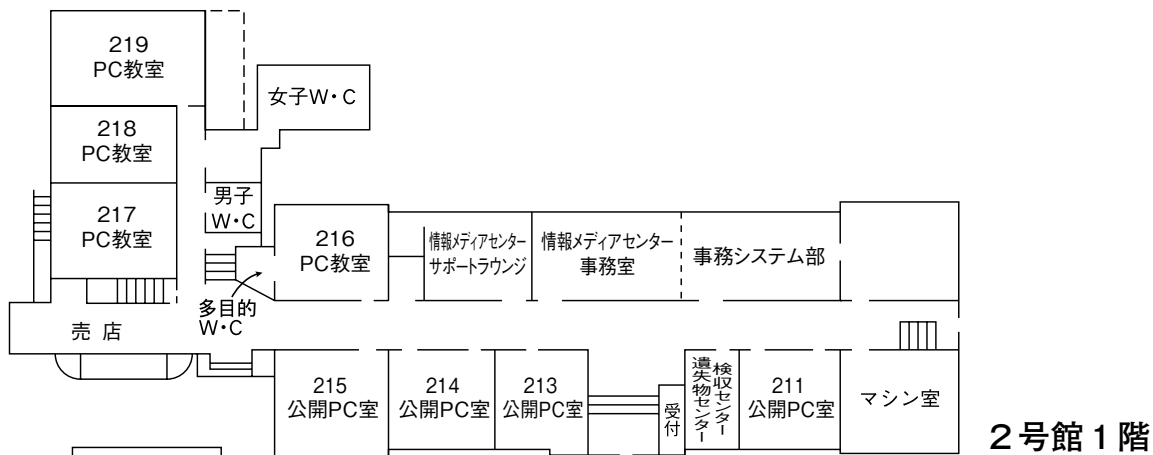 219
PC教室
女子W・C
218
PC教室
男子
W・C
217
PC教室
216
PC教室
情報メディアセンター
サポートラウンジ
情報メディアセンター
事務室
事務システム部
多目的
W・C
売店
215
公開PC室
214
公開PC室
213
公開PC室
受付
検収センター
遺失物センター
211
公開PC室
マシン室
2号館1階